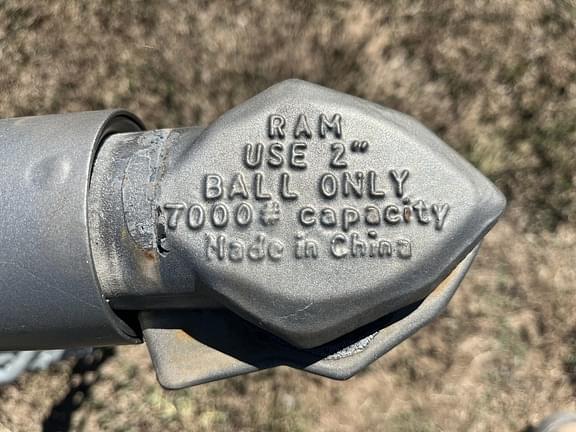 RAM
USE 2"
BALL ONLY
7000# capacity
Made in China